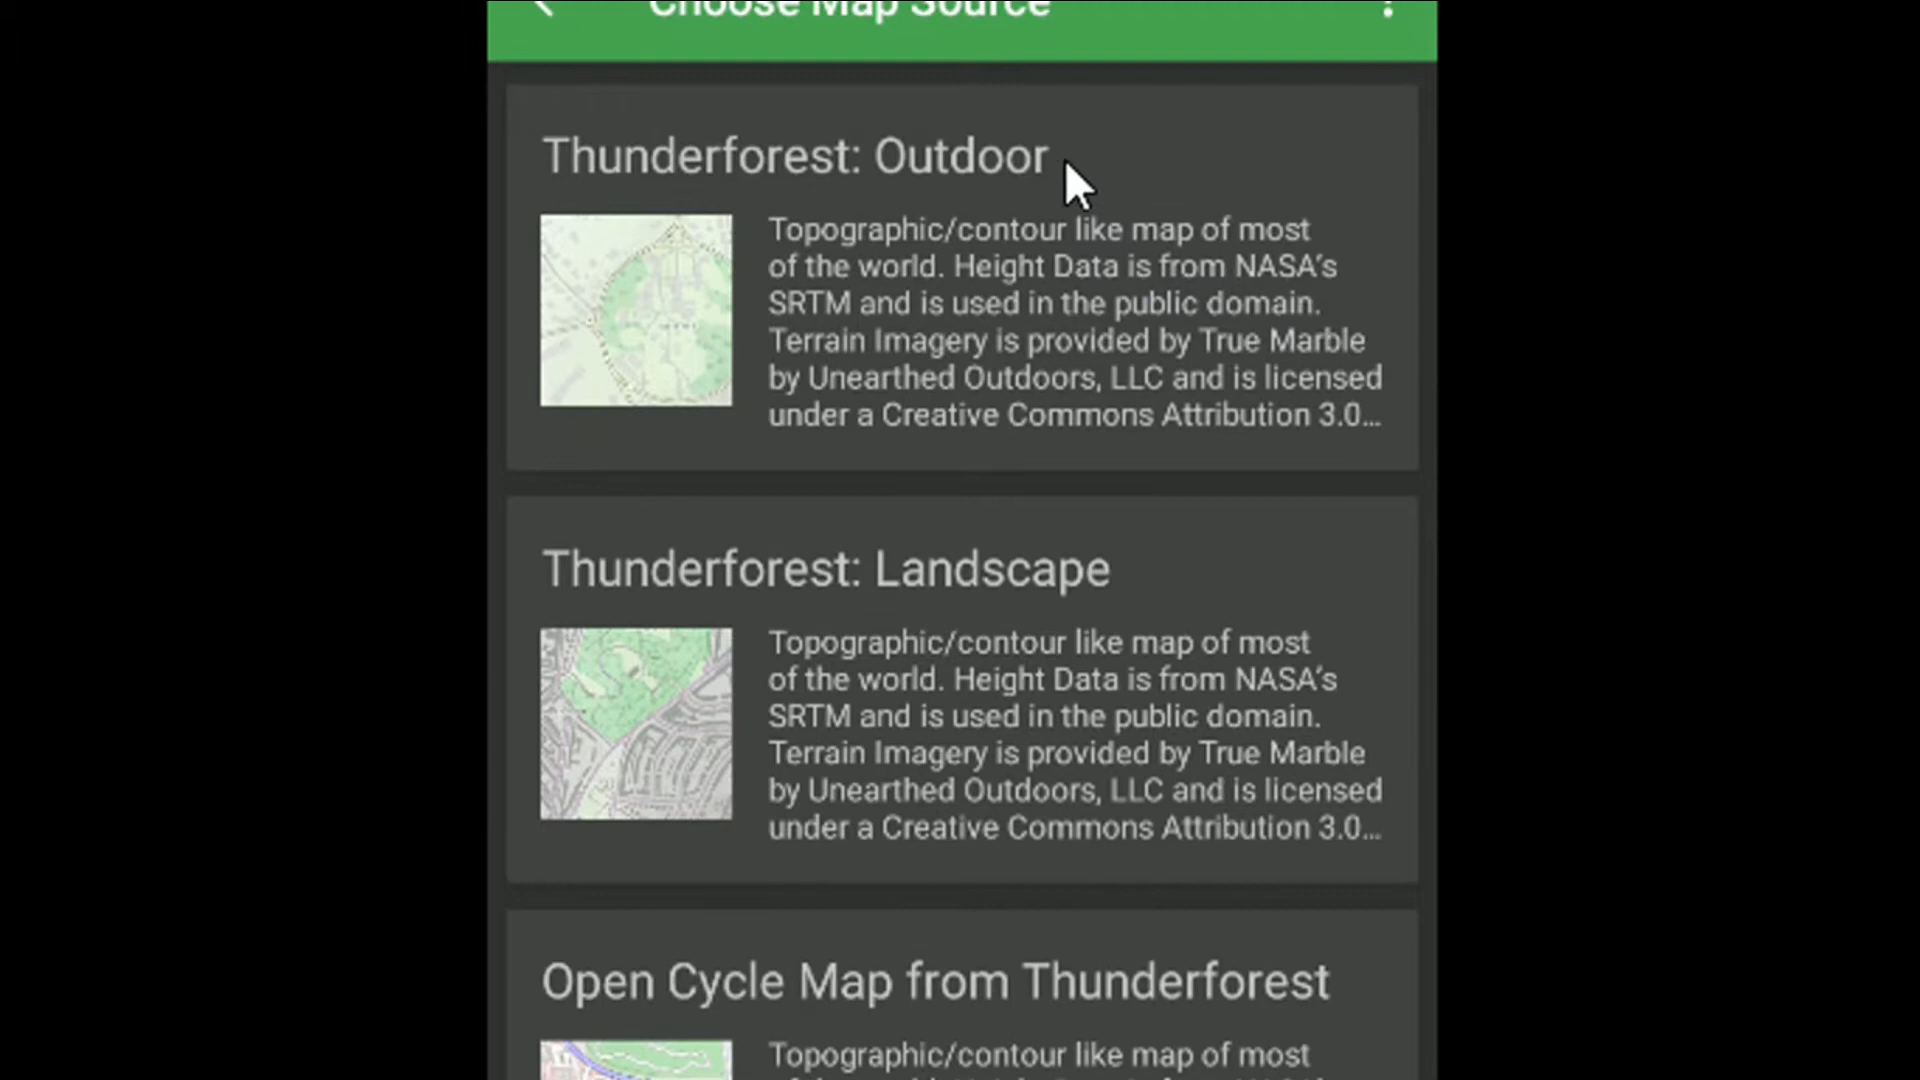 Choose Map Source
Thunderforest: Outdoor
Topographic/contour like map of most
of the world. Height Data is from NASA's
SRTM and is used in the public domain.
Terrain Imagery is provided by True Marble
by Unearthed Outdoors, LLC and is licensed
under a Creative Commons Attribution 3.0...
Thunderforest: Landscape
Topographic/contour like map of most
of the world. Height Data is from NASA's
SRTM and is used in the public domain.
Terrain Imagery is provided by True Marble
by Unearthed Outdoors, LLC and is licensed
under a Creative Commons Attribution 3.0...
Open Cycle Map from Thunderforest
Topographic/contour like map of most